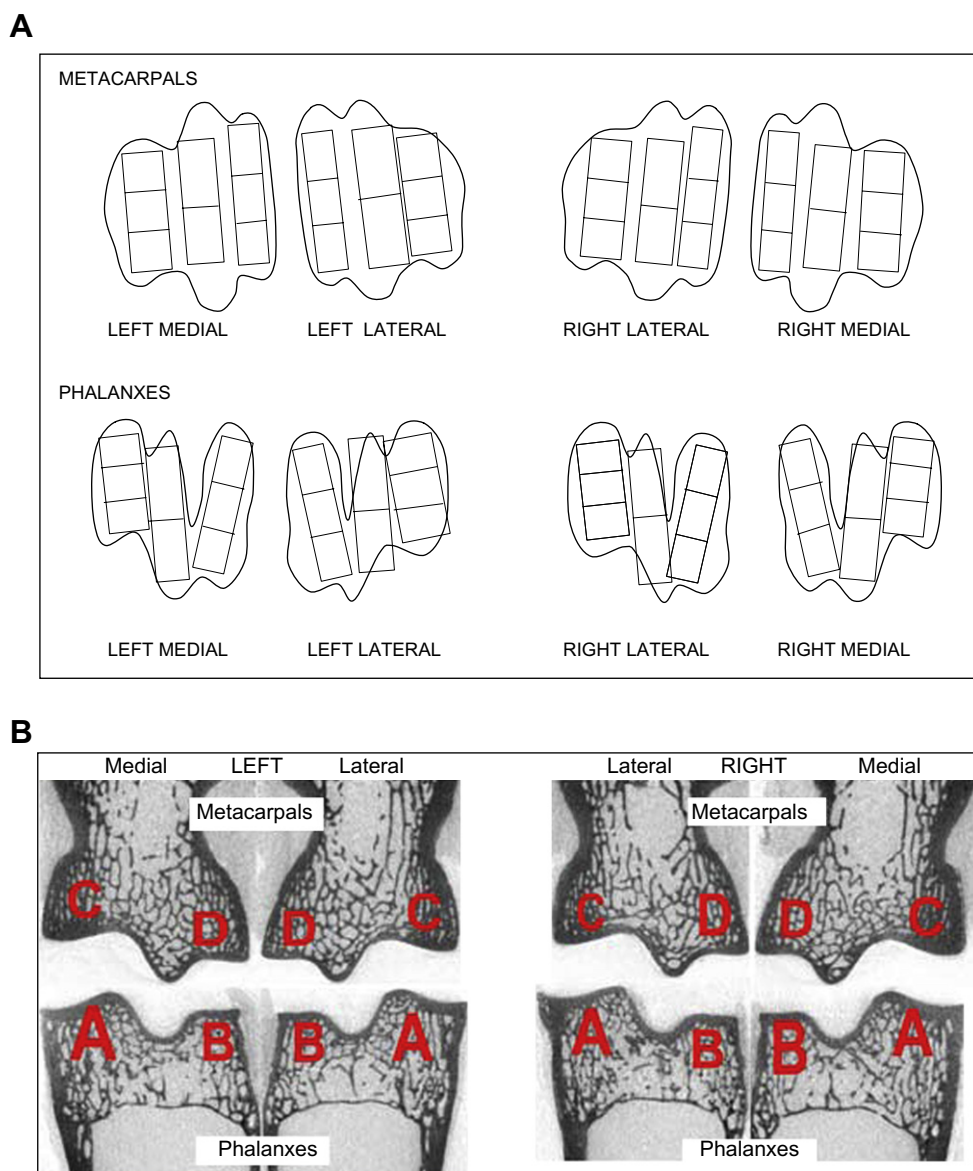 A
METACARPALS
LEFT MEDIAL LEFT LATERAL RIGHT LATERAL RIGHT MEDIAL
PHALANXES
LEFT MEDIAL LEFT LATERAL RIGHT LATERAL RIGHT MEDIAL
B
Medial LEFT Lateral Lateral RIGHT Medial
Metacarpals Metacarpals
C D D C C D D C
A B B A A B B A
Phalanxes Phalanxes